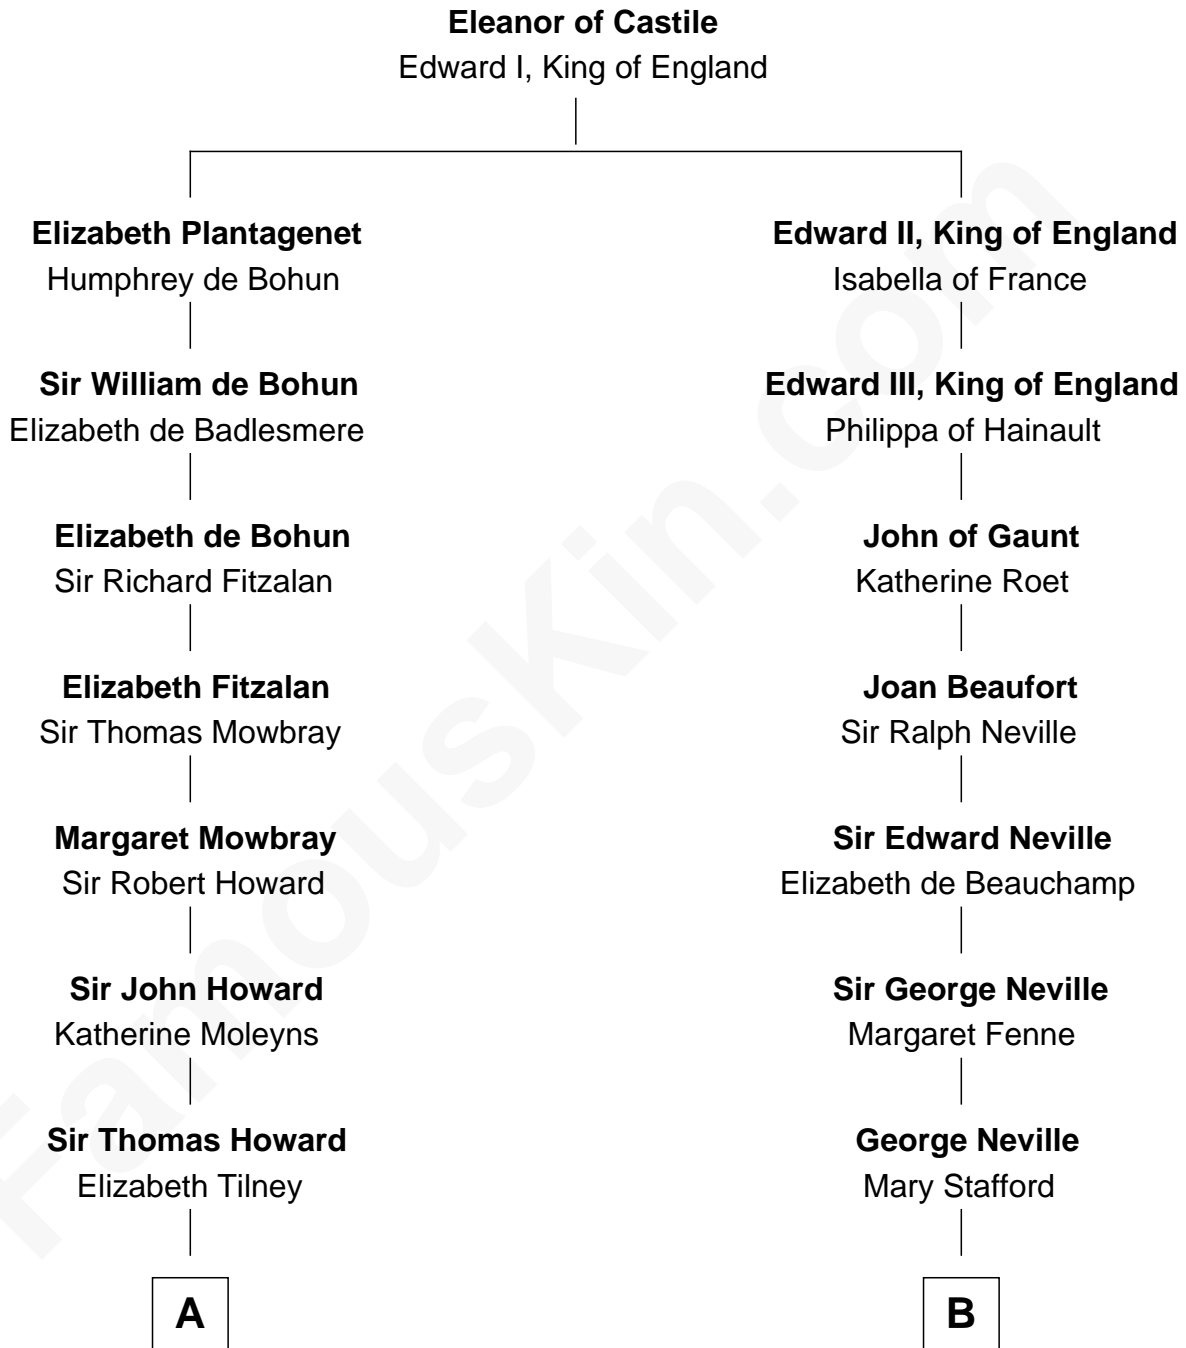 Eleanor of Castile
Edward I, King of England
Elizabeth Plantagenet
Humphrey de Bohun
Edward II, King of England
Isabella of France
Sir William de Bohun
Elizabeth de Badlesmere
Edward III, King of England
Philippa of Hainault
Elizabeth de Bohun
Sir Richard Fitzalan
John of Gaunt
Katherine Roet
Elizabeth Fitzalan
Sir Thomas Mowbray
Joan Beaufort
Sir Ralph Neville
Margaret Mowbray
Sir Robert Howard
Sir Edward Neville
Elizabeth de Beauchamp
Sir John Howard
Katherine Moleyns
Sir George Neville
Margaret Fenne
Sir Thomas Howard
Elizabeth Tilney
George Neville
Mary Stafford
A
B
FamousKin.com